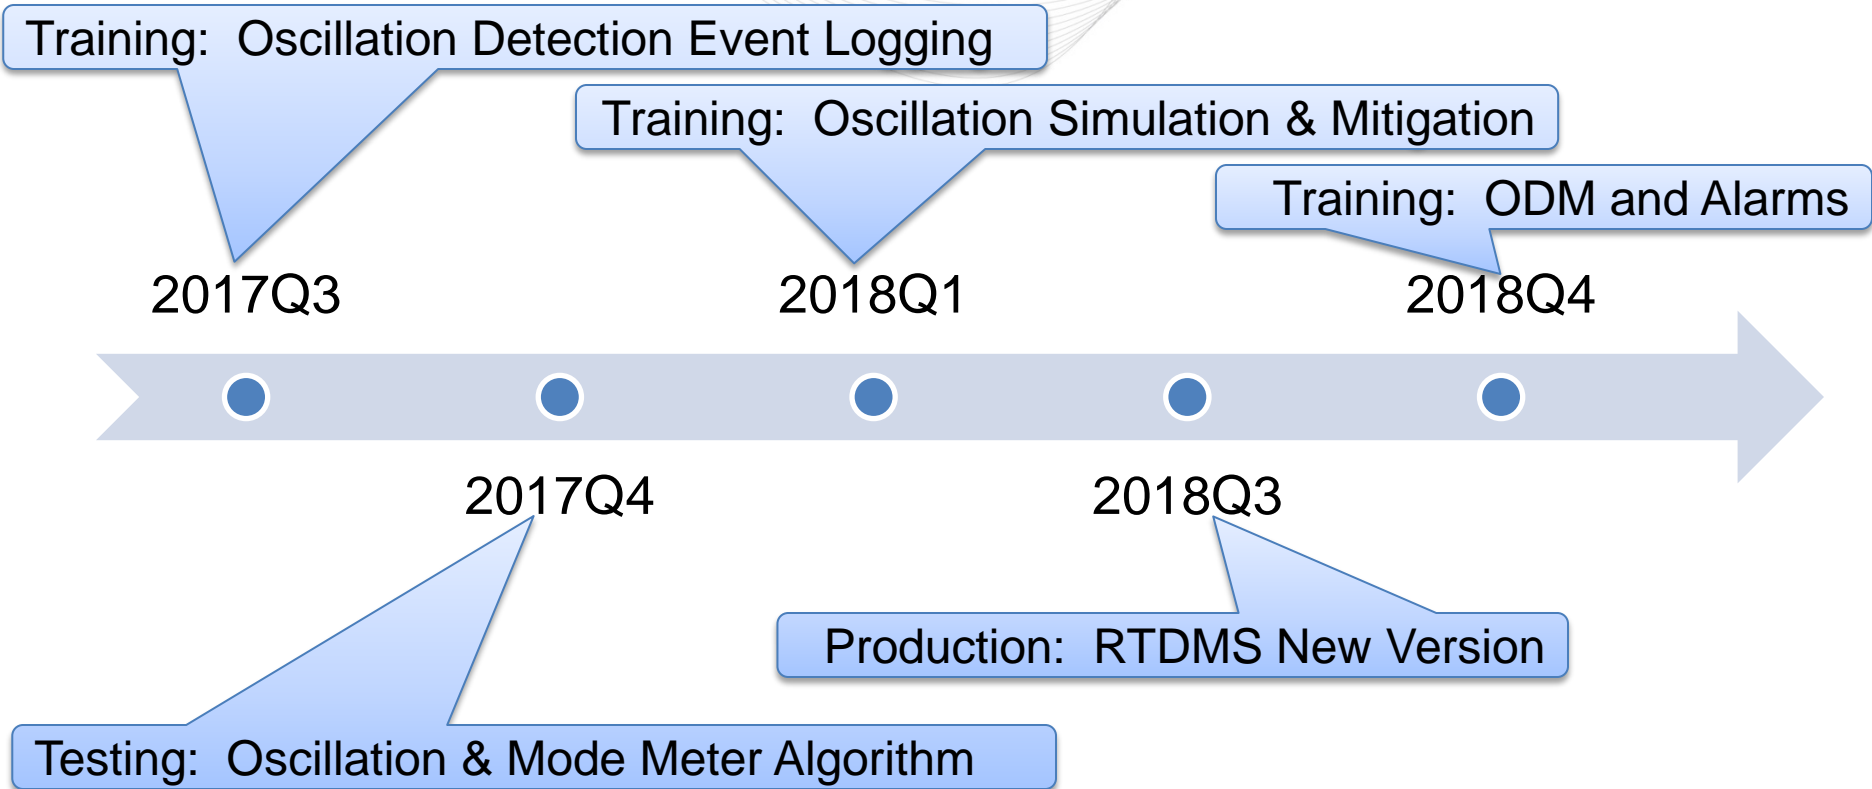 Training:  Oscillation Detection Event Logging
Training:  Oscillation Simulation & Mitigation
Training:  ODM and Alarms
2017Q3
2018Q1
2018Q4
2017Q4
2018Q3
Production:  RTDMS New Version
Testing:  Oscillation & Mode Meter Algorithm